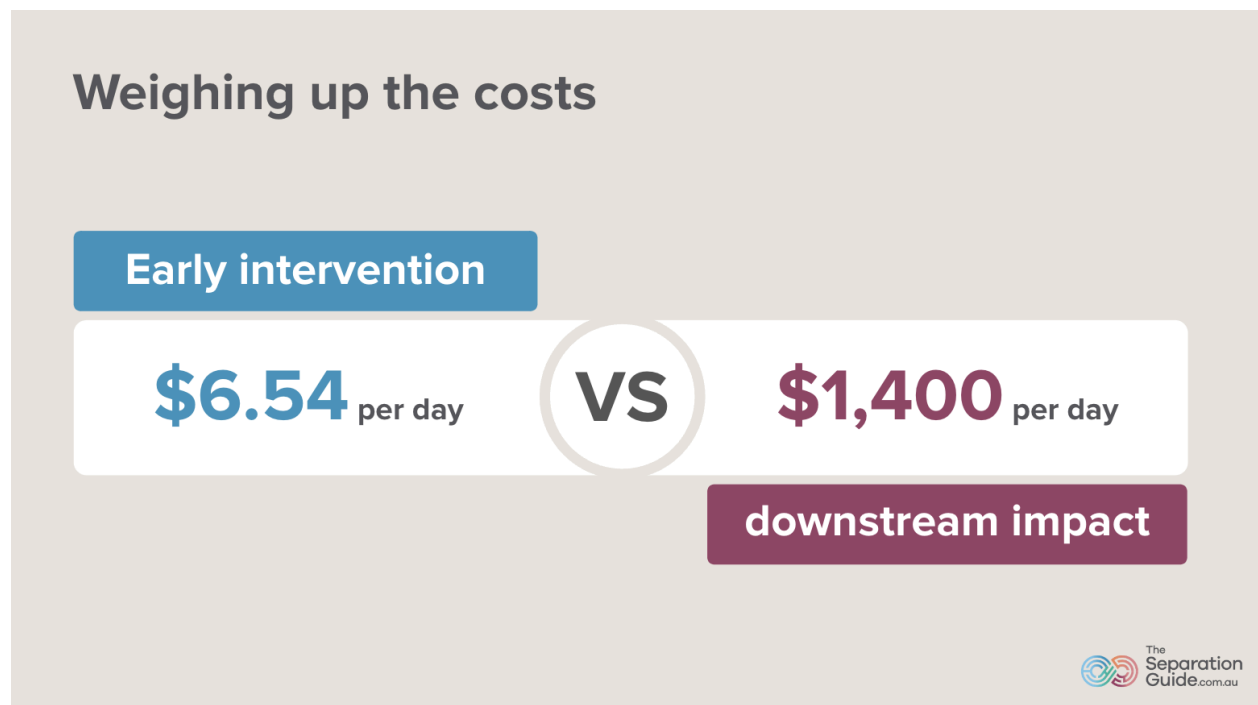 Weighing up the costs
Early intervention
$6.54 per day
VS
$1,400 per day
downstream impact
The
Separation
Guide.com.au